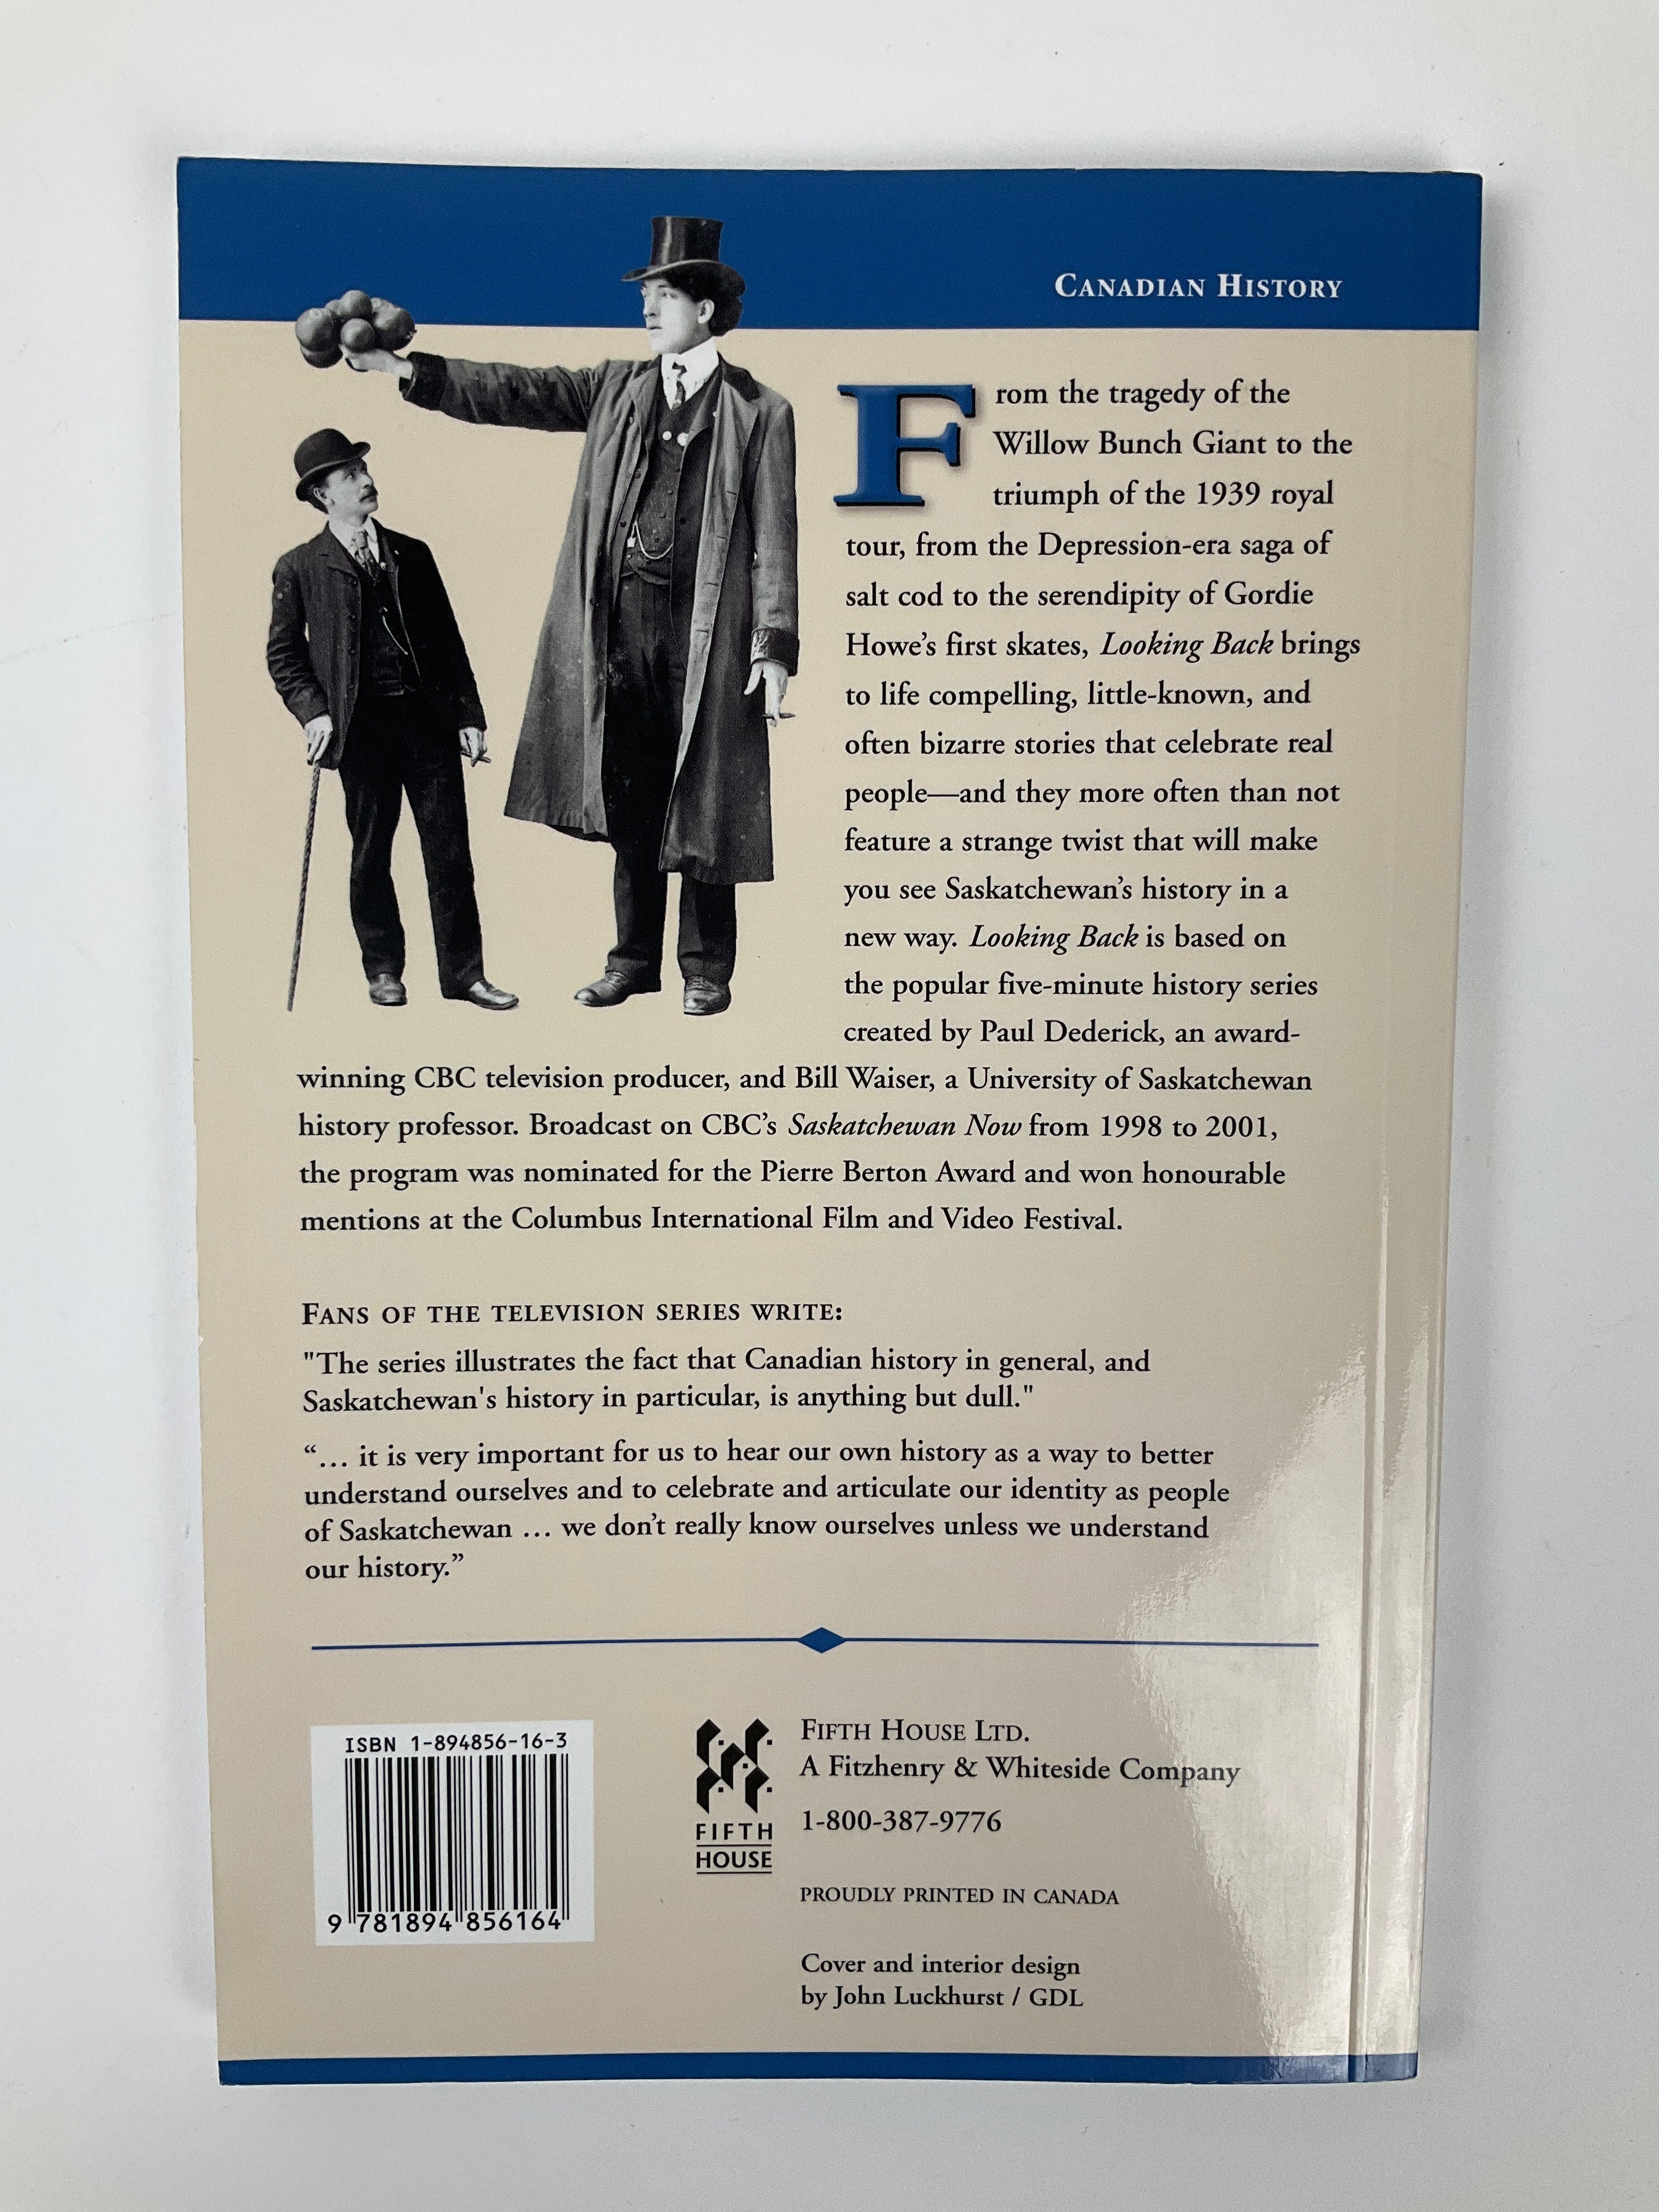 CANADIAN HISTORY
From the tragedy of the
Willow Bunch Giant to the
triumph of the 1939 royal
tour, from the Depression-era saga of
salt cod to the serendipity of Gordie
Howe’s first skates, Looking Back brings
to life compelling, little-known, and
often bizarre stories that celebrate real
people—and they more often than not
feature a strange twist that will make
you see Saskatchewan’s history in a
new way. Looking Back is based on
the popular five-minute history series
created by Paul Dederick, an award-
winning CBC television producer, and Bill Waiser, a University of Saskatchewan
history professor. Broadcast on CBC’s Saskatchewan Now from 1998 to 2001,
the program was nominated for the Pierre Berton Award and won honourable
mentions at the Columbus International Film and Video Festival.
FANS OF THE TELEVISION SERIES WRITE:
"The series illustrates the fact that Canadian history in general, and
Saskatchewan's history in particular, is anything but dull."
“… it is very important for us to hear our own history as a way to better
understand ourselves and to celebrate and articulate our identity as people
of Saskatchewan … we don’t really know ourselves unless we understand
our history.”
ISBN 1-894856-16-3
9 781894 856164
FIFTH
HOUSE
FIFTH HOUSE LTD.
A Fitzhenry & Whiteside Company
1-800-387-9776
PROUDLY PRINTED IN CANADA
Cover and interior design
by John Luckhurst / GDL